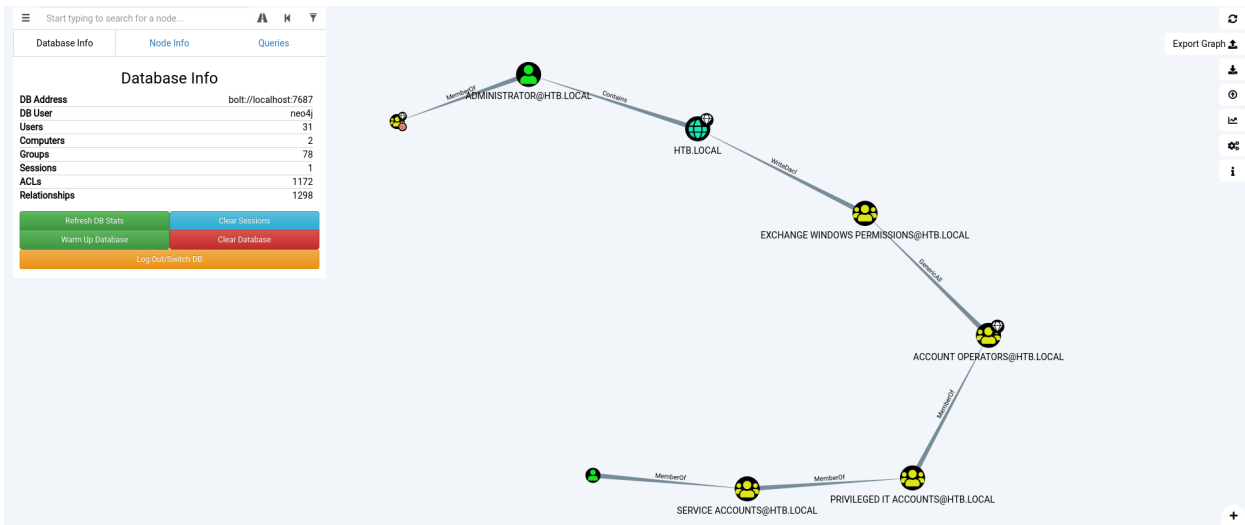 Start typing to search for a node...
Database Info Node Info Queries
Database Info
DB Address bolt://localhost:7687
DB User neo4j
Users 31
Computers 2
Groups 78
Sessions 1
ACLs 1172
Relationships 1298
Refresh DB Stats Clear Sessions
Warm Up Database Clear Database
Log Out/Switch DB
Export Graph
MemberOf
ADMINISTRATOR@HTB.LOCAL
Contains
HTB.LOCAL
WriteDacl
EXCHANGE WINDOWS PERMISSIONS@HTB.LOCAL
GenericAll
ACCOUNT OPERATORS@HTB.LOCAL
MemberOf
MemberOf
MemberOf
PRIVILEGED IT ACCOUNTS@HTB.LOCAL
SERVICE ACCOUNTS@HTB.LOCAL